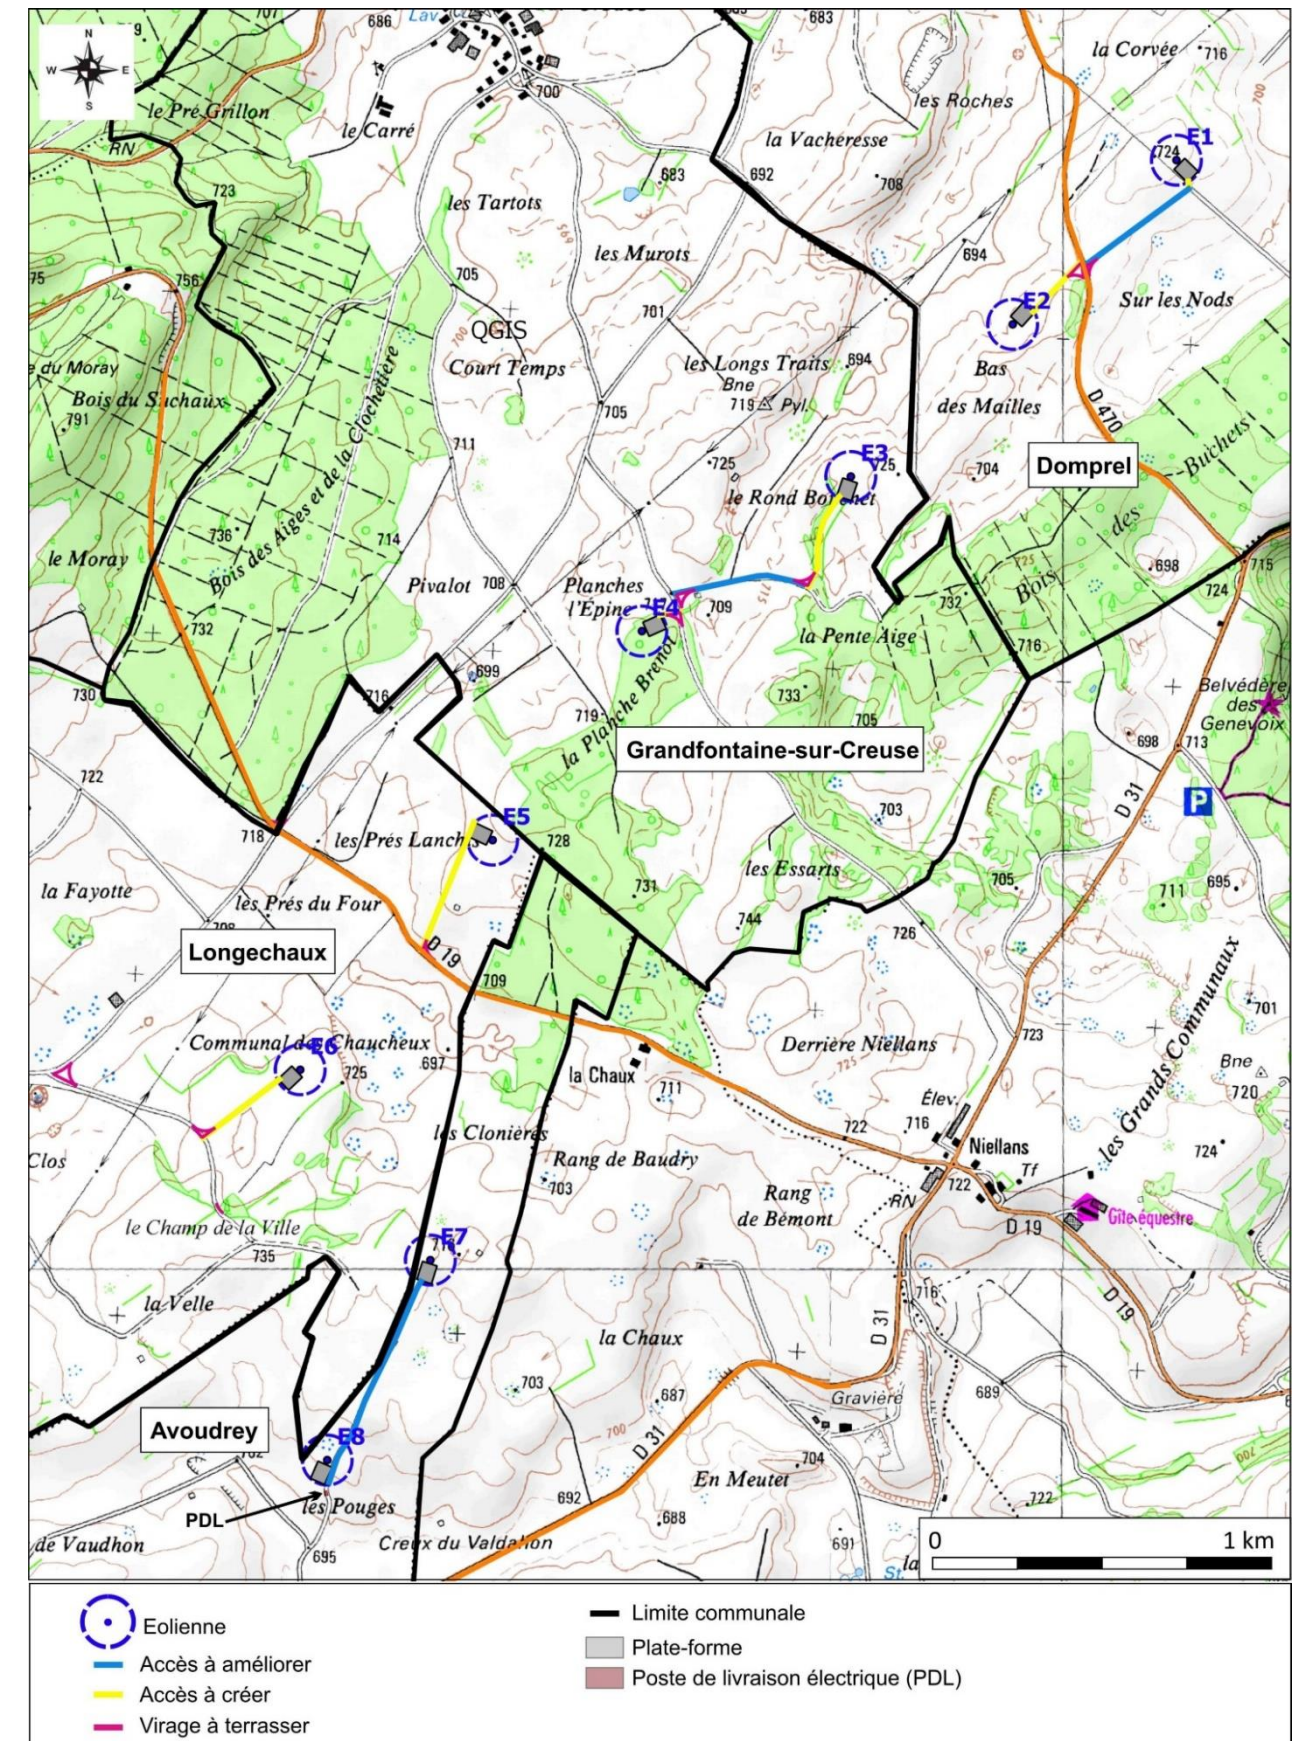 686
Lav
683
la Corvée
716
N
W
E
S
707
700
les Roches
700
le Pré Grillon
le Carré
la Vacheresse
E1
724
RN
683
692
708
723
les Tartots
695
les Murots
694
756
705
Sur les Nods
E2
75
701
700
QGIS
Court Temps
les Longs Traits
694
Bas
des Mailles
Bne
719
Pyl.
e du Moray
Bois du Suchaux
791
705
D 470
711
E3
725
725
704
Domprel
Buchets
des
Bois
le Rond Bochet
736
Bois des Aiges et de la Clochetière
714
725
698
715
le Moray
Pivalot
708
Planches
l'Épine
E4
709
715
732
724
732
la Pente Aige
716
699
730
716
719
la Planche Brenot
733
705
Belvédère
des
Genevoix
Grandfontaine-sur-Creuse
698
713
722
P
D 31
703
718
les Prés Lanches
E5
728
les Essarts
705
711
695
la Fayotte
731
les Prés du Four
744
726
Longechaux
D 19
709
701
723
les Grands Communaux
Communal des Chaucheux
E6
725
697
la Chaux
711
Derrière Niellans
725
Bne
720
Élev.
722
716
Niellans
724
Clos
les Clonières
Rang de Baudry
703
Rang
de Bémont
RN
722
Tf
Gîte équestre
D 19
le Champ de la Ville
735
E7
la Velle
716
D 19
la Chaux
D 31
703
687
689
Gravière
Avoudrey
E8
700
D 31
En Meutet
704
700
les Pouges
PDL
692
688
722
de Vaudhon
695
Creux du Valdahon
691
la
St.
0 1 km
Eolienne
Accès à améliorer
Accès à créer
Virage à terrasser
Limite communale
Plate-forme
Poste de livraison électrique (PDL)